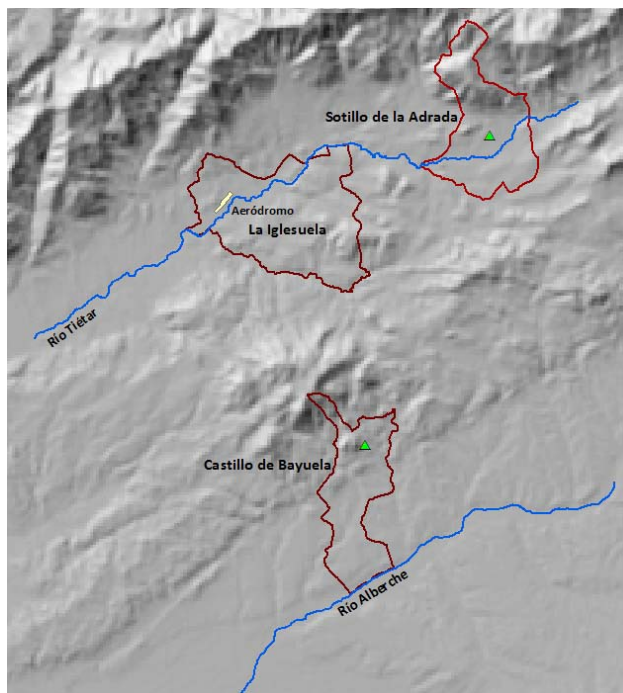 Sotillo de la Adrada
Aeródromo
La Iglesuela
Río Tiétar
Castillo de Bayuela
Río Alberche